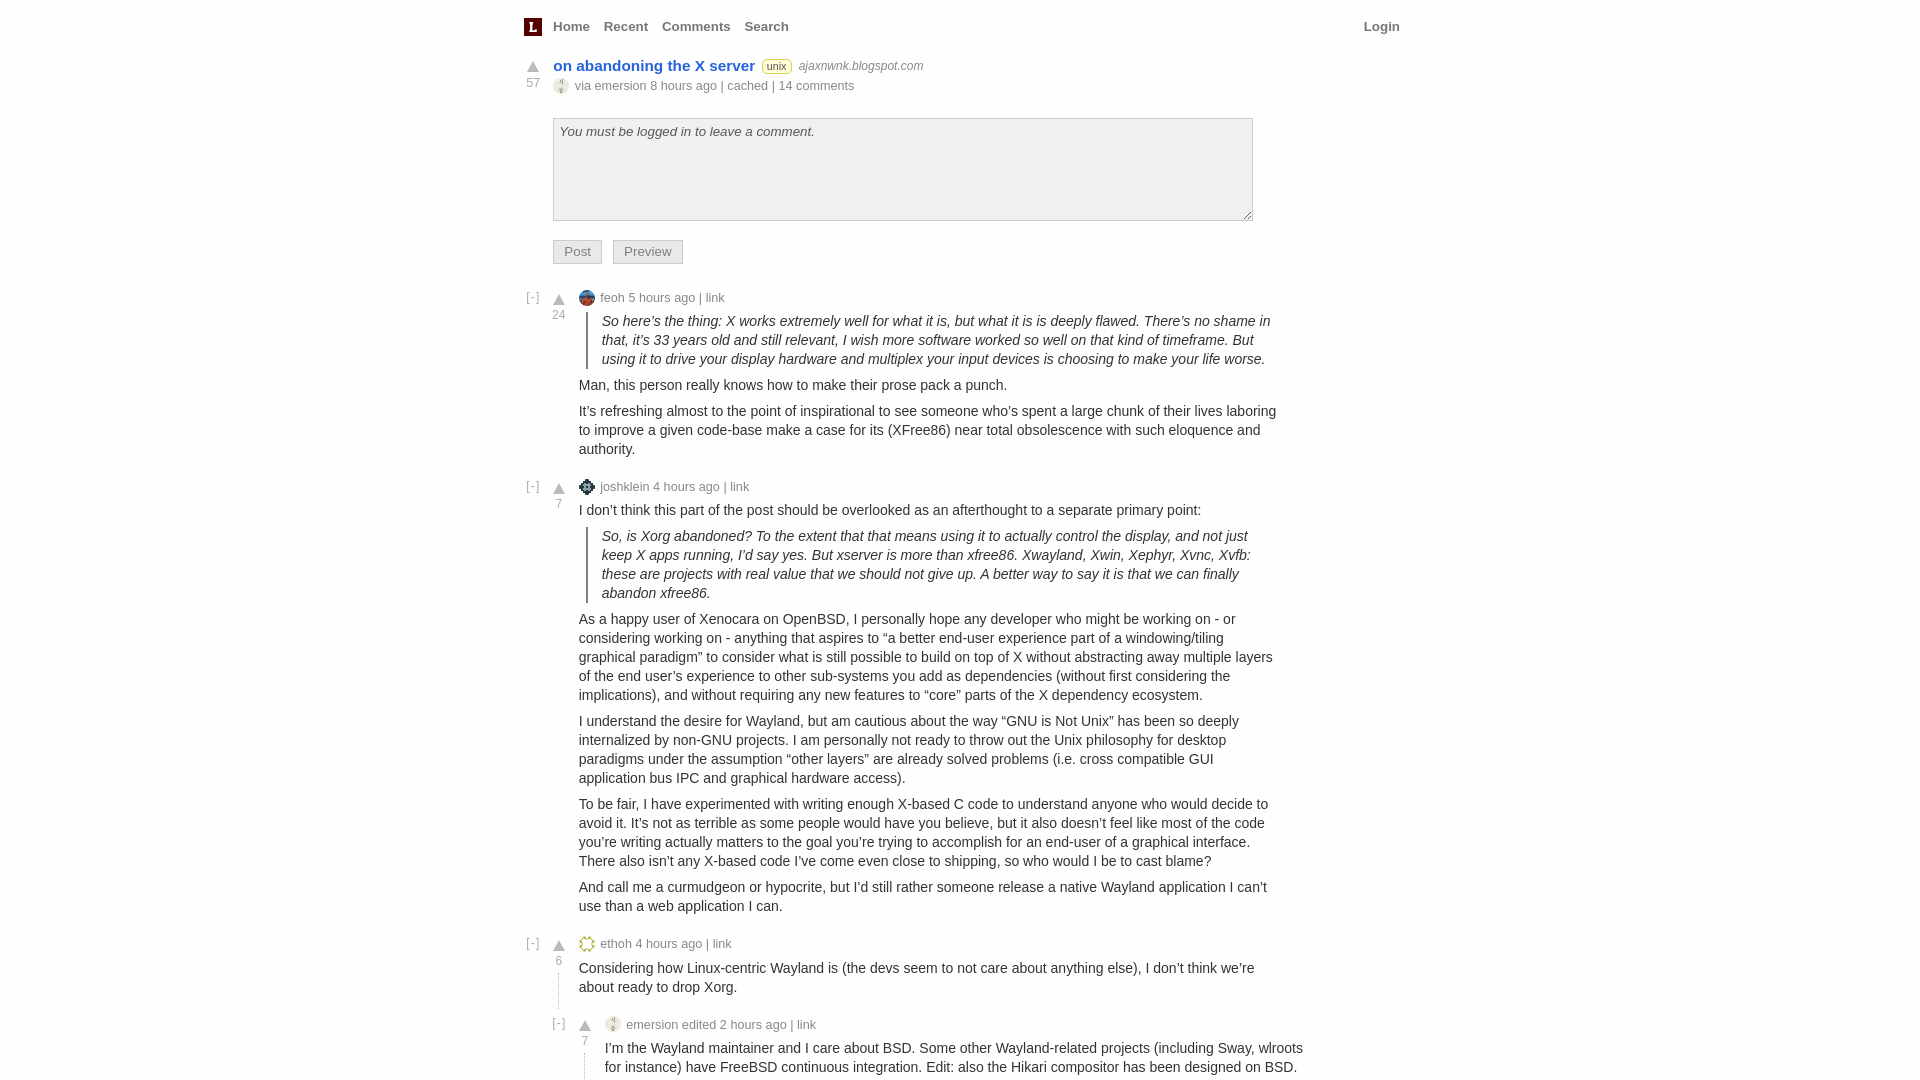 L Home Recent Comments Search Login
on abandoning the X server unix ajaxnwnk.blogspot.com
57
via emersion 8 hours ago | cached | 14 comments
You must be logged in to leave a comment.
Post Preview
[-] feoh 5 hours ago | link
24
So here’s the thing: X works extremely well for what it is, but what it is is deeply flawed. There’s no shame in
that, it’s 33 years old and still relevant, I wish more software worked so well on that kind of timeframe. But
using it to drive your display hardware and multiplex your input devices is choosing to make your life worse.
Man, this person really knows how to make their prose pack a punch.
It’s refreshing almost to the point of inspirational to see someone who’s spent a large chunk of their lives laboring
to improve a given code-base make a case for its (XFree86) near total obsolescence with such eloquence and
authority.
[-] joshklein 4 hours ago | link
7
I don’t think this part of the post should be overlooked as an afterthought to a separate primary point:
So, is Xorg abandoned? To the extent that that means using it to actually control the display, and not just
keep X apps running, I’d say yes. But xserver is more than xfree86. Xwayland, Xwin, Xephyr, Xvnc, Xvfb:
these are projects with real value that we should not give up. A better way to say it is that we can finally
abandon xfree86.
As a happy user of Xenocara on OpenBSD, I personally hope any developer who might be working on - or
considering working on - anything that aspires to “a better end-user experience part of a windowing/tiling
graphical paradigm” to consider what is still possible to build on top of X without abstracting away multiple layers
of the end user’s experience to other sub-systems you add as dependencies (without first considering the
implications), and without requiring any new features to “core” parts of the X dependency ecosystem.
I understand the desire for Wayland, but am cautious about the way “GNU is Not Unix” has been so deeply
internalized by non-GNU projects. I am personally not ready to throw out the Unix philosophy for desktop
paradigms under the assumption “other layers” are already solved problems (i.e. cross compatible GUI
application bus IPC and graphical hardware access).
To be fair, I have experimented with writing enough X-based C code to understand anyone who would decide to
avoid it. It’s not as terrible as some people would have you believe, but it also doesn’t feel like most of the code
you’re writing actually matters to the goal you’re trying to accomplish for an end-user of a graphical interface.
There also isn’t any X-based code I’ve come even close to shipping, so who would I be to cast blame?
And call me a curmudgeon or hypocrite, but I’d still rather someone release a native Wayland application I can’t
use than a web application I can.
[-] ethoh 4 hours ago | link
6
Considering how Linux-centric Wayland is (the devs seem to not care about anything else), I don’t think we’re
about ready to drop Xorg.
[-] emersion edited 2 hours ago | link
7
I’m the Wayland maintainer and I care about BSD. Some other Wayland-related projects (including Sway, wlroots
for instance) have FreeBSD continuous integration. Edit: also the Hikari compositor has been designed on BSD.